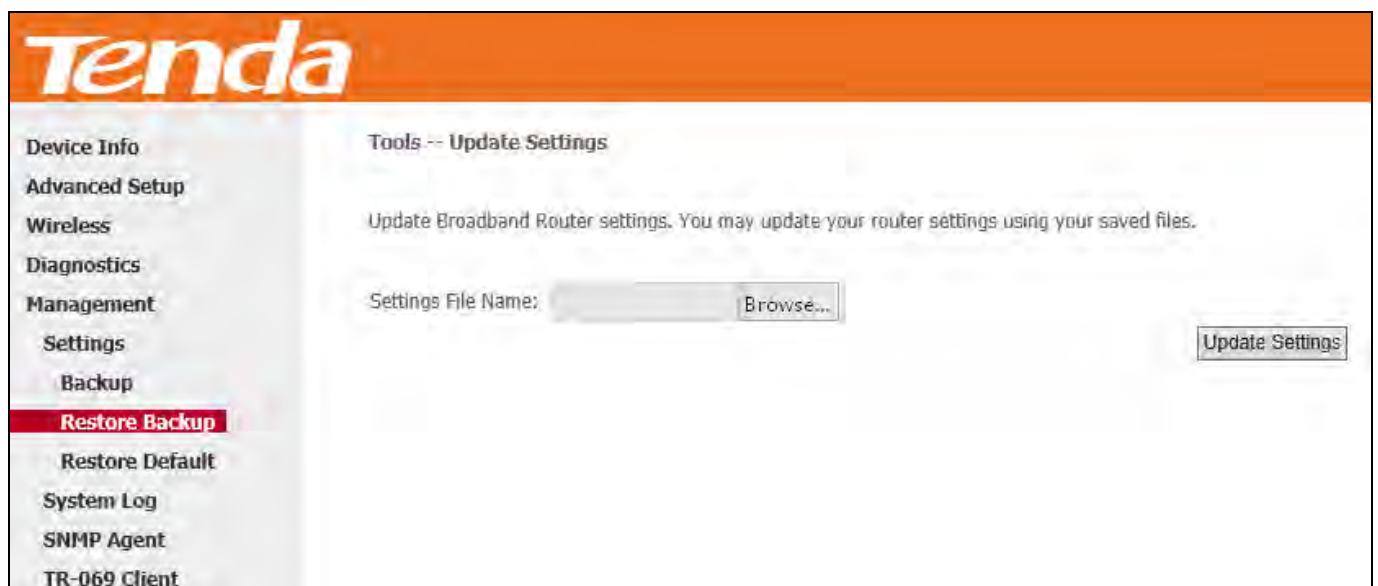 Tenda
Device Info
Advanced Setup
Wireless
Diagnostics
Management
Settings
Backup
Restore Backup
Restore Default
System Log
SNMP Agent
TR-069 Client
Tools -- Update Settings
Update Broadband Router settings. You may update your router settings using your saved files.
Settings File Name: Browse...
Update Settings